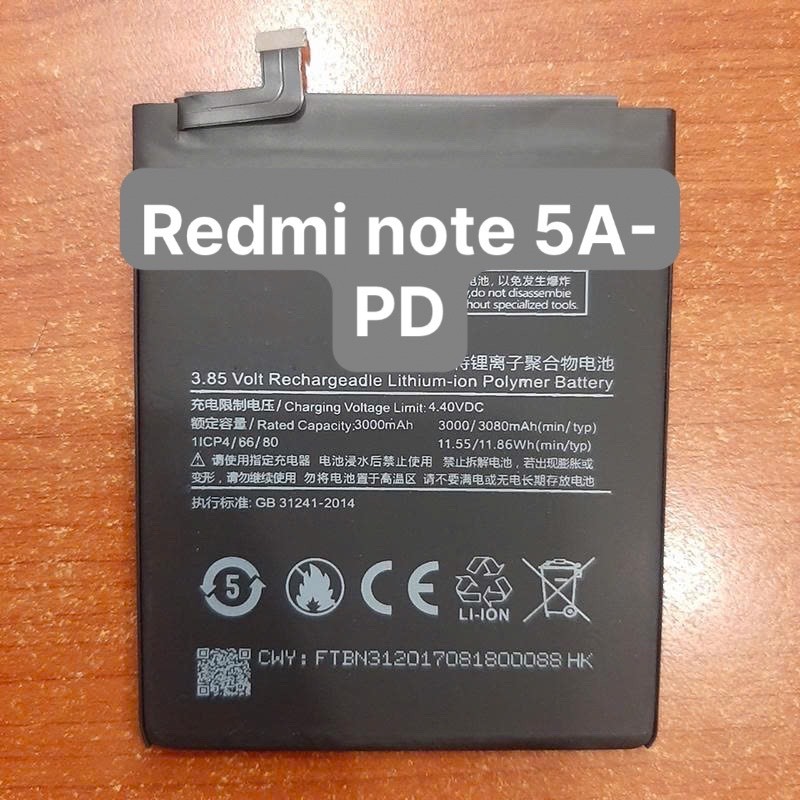 Redmi note 5A-
PD
电池，以免发生爆炸
,do not disassembie
hout specialized tools.
锂离子聚合物电池
3.85 Volt Rechargeadle Lithium-ion Polymer Battery
充电限制电压/Charging Voltage Limit:4.40VDC
额定容量/Rated Capacity:3000mAh 3000/3080mAh(min/typ)
1ICP4/66/80 11.55/11.86Wh(min/typ)
请使用指定充电器 电池浸水后禁止使用 禁止拆解电池，若出现膨胀或
变形，请勿继续使用 勿将电池置于高温区 请不要满电或无电长期存放电池
执行标准: GB 31241-2014
5 CE LI-ION
CWY: FTBN312017081800088 HK